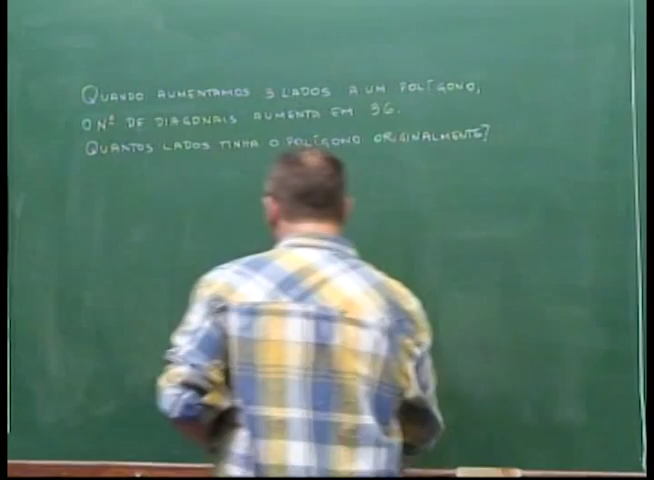 QUANDO AUMENTAMOS 3 LADOS A UM POLÍGONO,
O Nº DE DIAGONAIS AUMENTA EM 36.
QUANTOS LADOS TINHA O POLÍGONO ORIGINALMENTE?